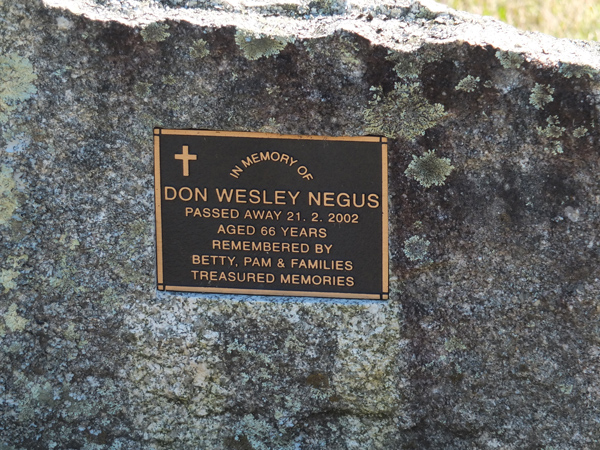 IN MEMORY OF
DON WESLEY NEGUS
PASSED AWAY 21. 2. 2002
AGED 66 YEARS
REMEMBERED BY
BETTY, PAM & FAMILIES
TREASURED MEMORIES